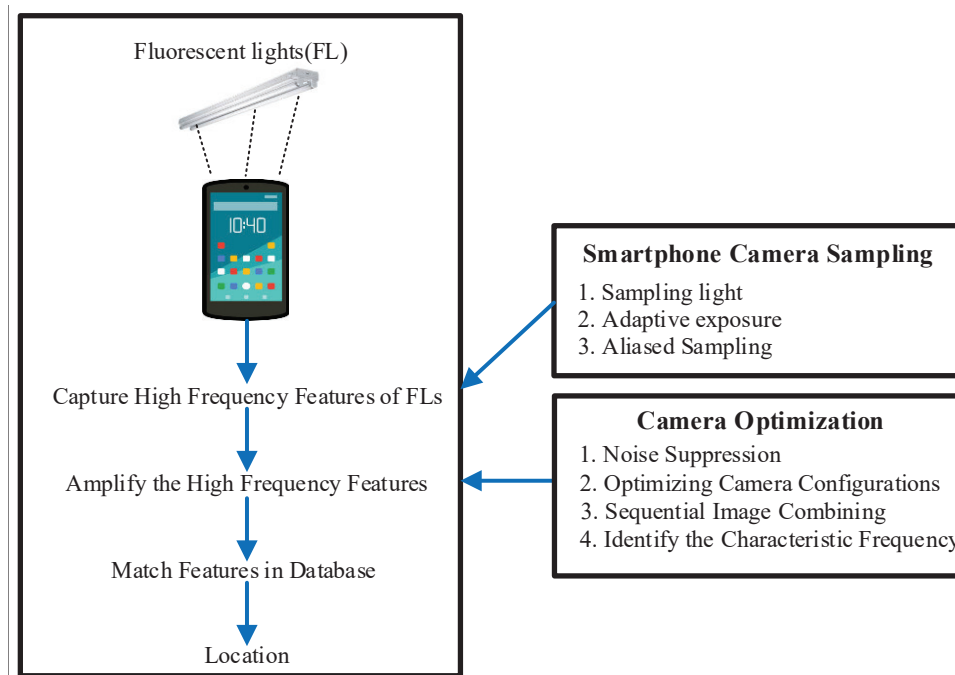 Fluorescent lights(FL)
10:40
Capture High Frequency Features of FLs
Amplify the High Frequency Features
Match Features in Database
Location
Smartphone Camera Sampling
1. Sampling light
2. Adaptive exposure
3. Aliased Sampling
Camera Optimization
1. Noise Suppression
2. Optimizing Camera Configurations
3. Sequential Image Combining
4. Identify the Characteristic Frequency